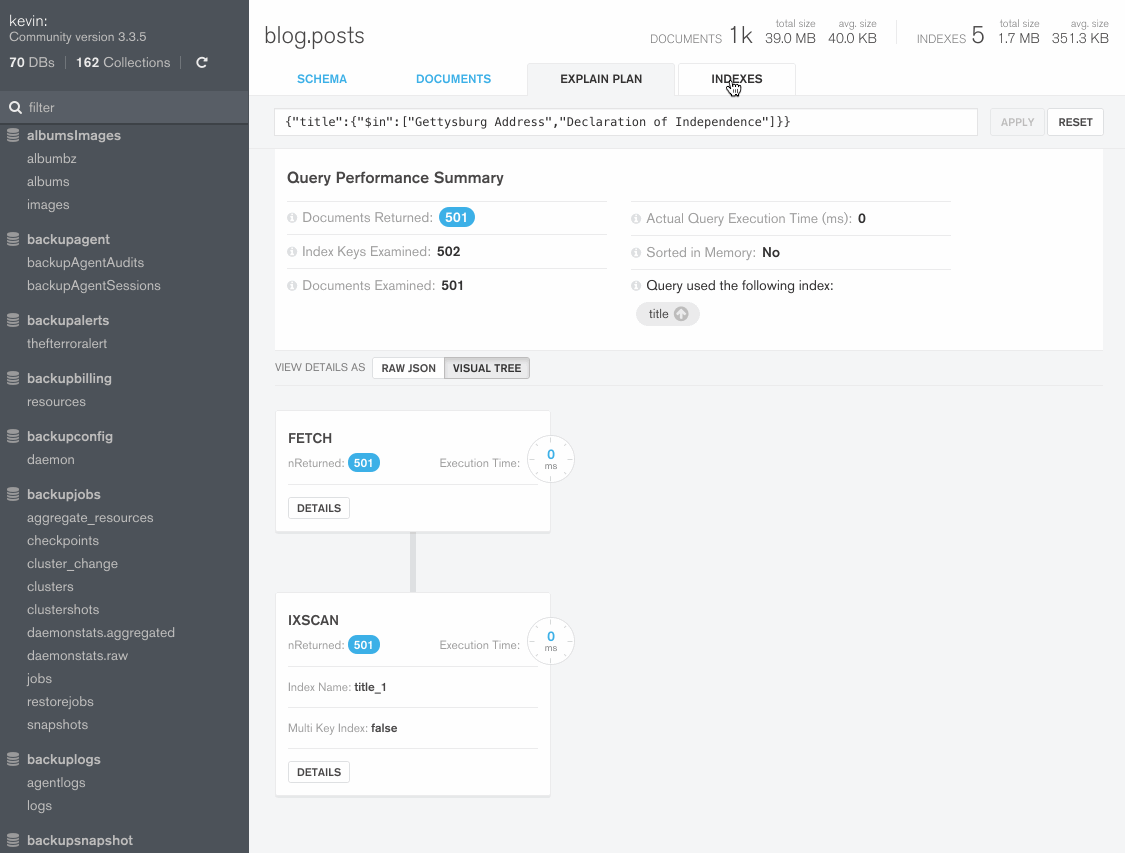 kevin:
Community version 3.3.5
70 DBs
162 Collections
filter
albumsImages
albumbz
albums
images
backupagent
backupAgentAudits
backupAgentSessions
backupalerts
thefterroralert
backupbilling
resources
backupconfig
daemon
backupjobs
aggregate_resources
checkpoints
cluster_change
clusters
clustershots
daemonstats.aggregated
daemonstats.raw
jobs
restorejobs
snapshots
backuplogs
agentlogs
logs
backupsnapshot
blog.posts
DOCUMENTS 1k
total size
39.0 MB
avg. size
40.0 KB
INDEXES 5
total size
1.7 MB
avg. size
351.3 KB
SCHEMA
DOCUMENTS
EXPLAIN PLAN
INDEXES
{"title":{"$in":["Gettysburg Address","Declaration of Independence"]}}
APPLY
RESET
Query Performance Summary
Documents Returned: 501
Index Keys Examined: 502
Documents Examined: 501
Actual Query Execution Time (ms): 0
Sorted in Memory: No
Query used the following index:
title
VIEW DETAILS AS
RAW JSON
VISUAL TREE
FETCH
nReturned: 501
Execution Time:
0
ms
DETAILS
IXSCAN
nReturned: 501
Execution Time:
0
ms
Index Name: title_1
Multi Key Index: false
DETAILS